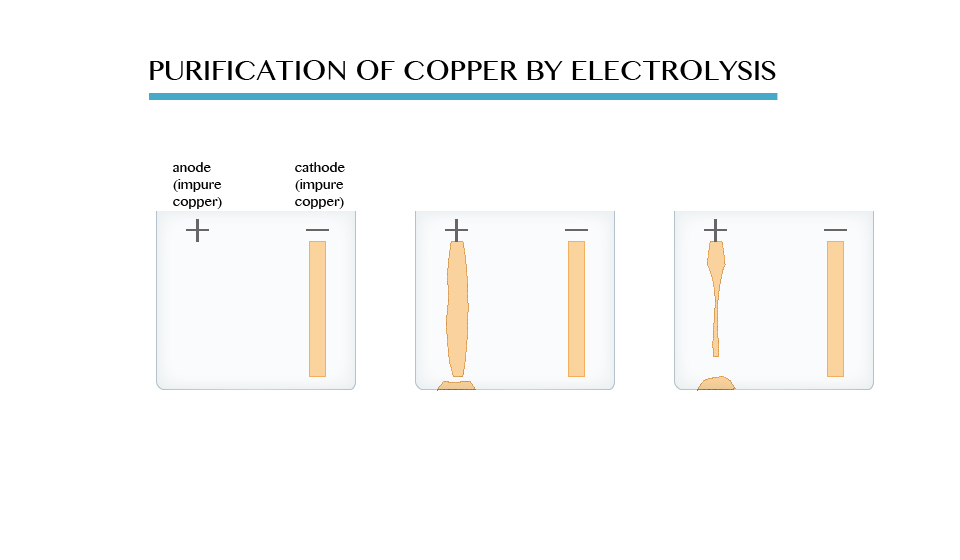 PURIFICATION OF COPPER BY ELECTROLYSIS
anode
(impure
copper)
cathode
(impure
copper)